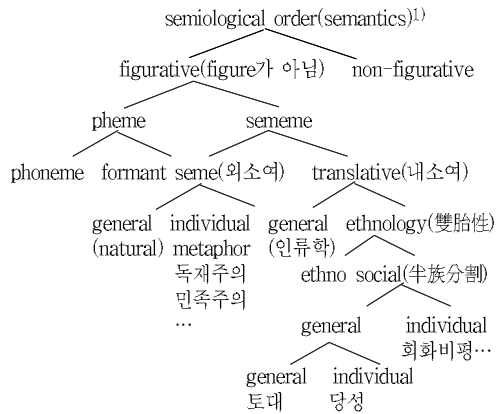 semiological order(semantics)1)
figurative(figure가 아님) non-figurative
pheme sememe
phoneme formant seme(외소여) translative(내소여)
general individual general ethnology(雙胎性)
(natural) metaphor (인류학)
독재주의 ethno social(半族分割)
민족주의
…
general individual
회화비평…
general individual
토대 당성